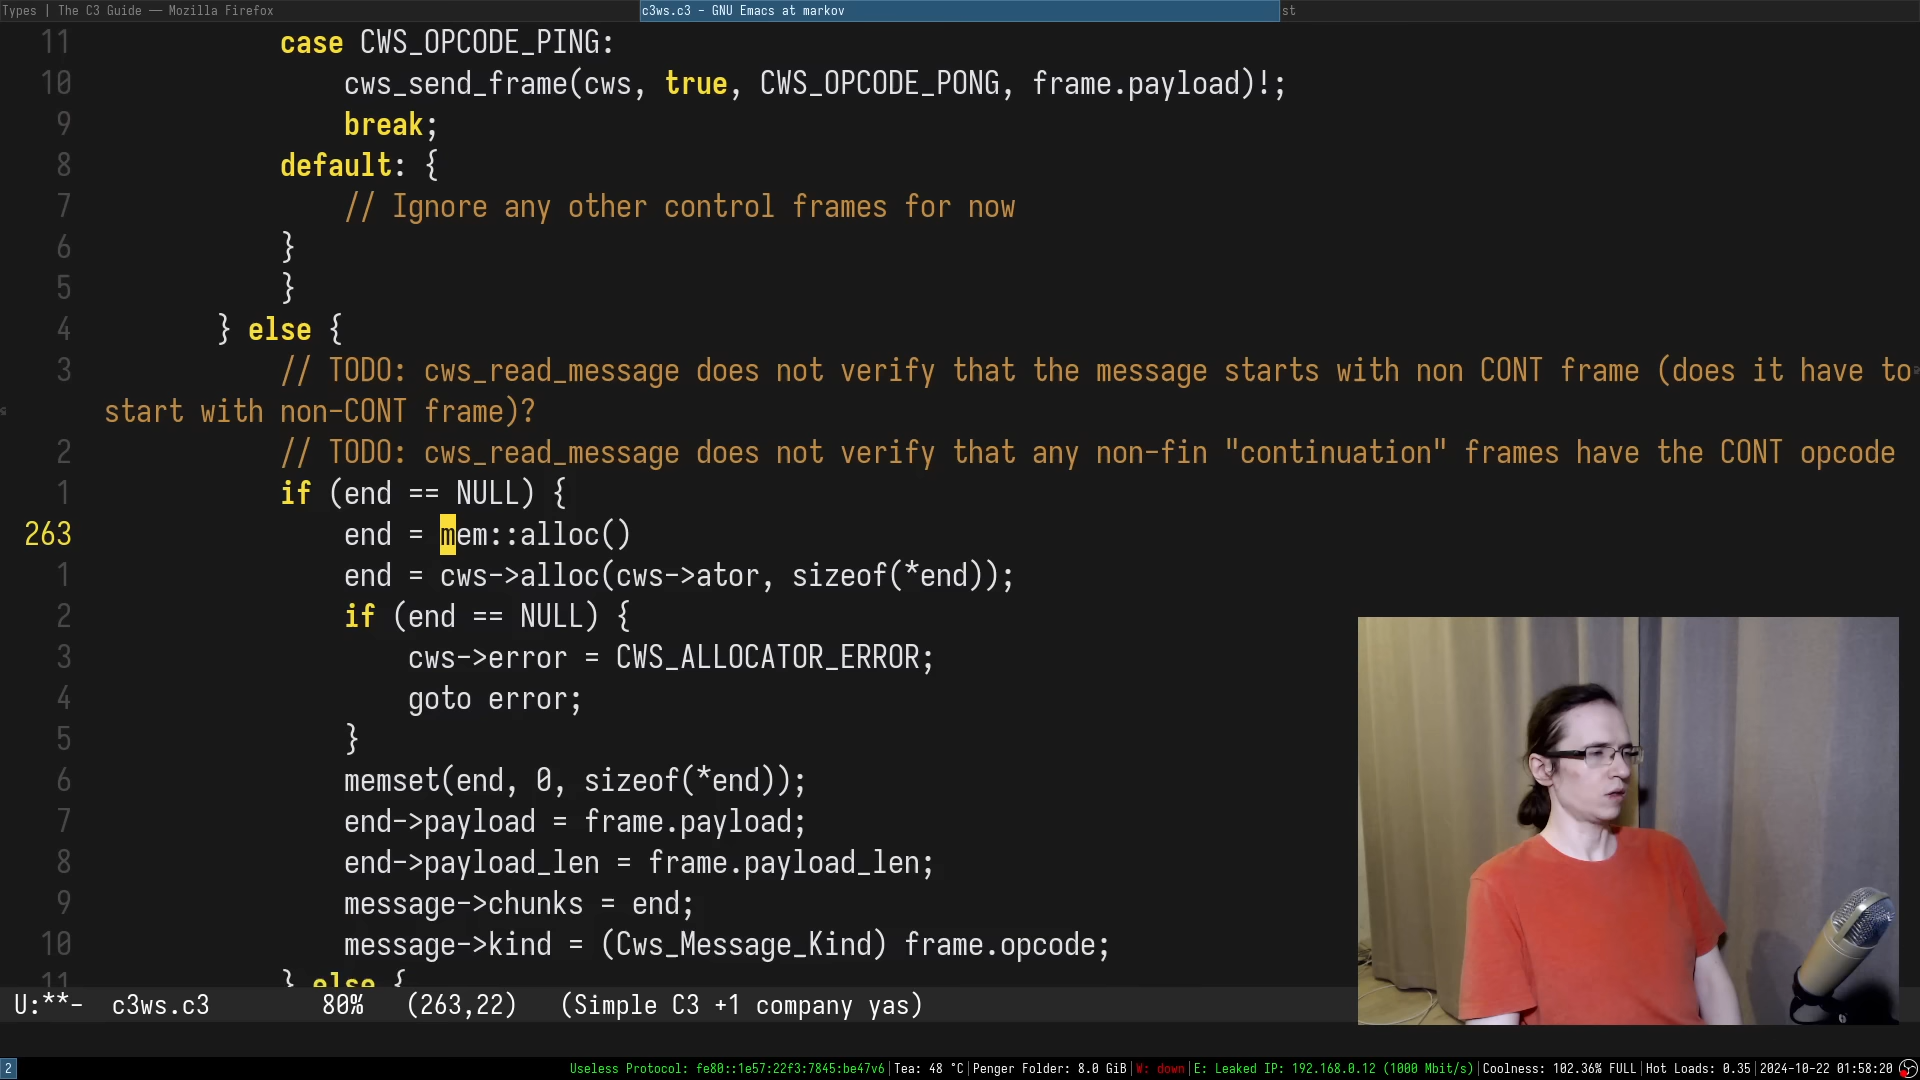 Types | The C3 Guide — Mozilla Firefox
c3ws.c3 - GNU Emacs at markov
st
11 case CWS_OPCODE_PING:
10 cws_send_frame(cws, true, CWS_OPCODE_PONG, frame.payload)!;
9 break;
8 default: {
7 // Ignore any other control frames for now
6 }
5 }
4 } else {
3 // TODO: cws_read_message does not verify that the message starts with non CONT frame (does it have to
start with non-CONT frame)?
2 // TODO: cws_read_message does not verify that any non-fin "continuation" frames have the CONT opcode
1 if (end == NULL) {
263 end = mem::alloc()
1 end = cws->alloc(cws->ator, sizeof(*end));
2 if (end == NULL) {
3 cws->error = CWS_ALLOCATOR_ERROR;
4 goto error;
5 }
6 memset(end, 0, sizeof(*end));
7 end->payload = frame.payload;
8 end->payload_len = frame.payload_len;
9 message->chunks = end;
10 message->kind = (Cws_Message_Kind) frame.opcode;
11 } else {
U:**- c3ws.c3 80% (263,22) (Simple C3 +1 company yas)
2 Useless Protocol: fe80::1e57:22f3:7845:be47v6|Tea: 48 °C|Penger Folder: 8.0 GiB|W: down|E: Leaked IP: 192.168.0.12 (1000 Mbit/s)|Coolness: 102.36% FULL|Hot Loads: 0.35|2024-10-22 01:58:20